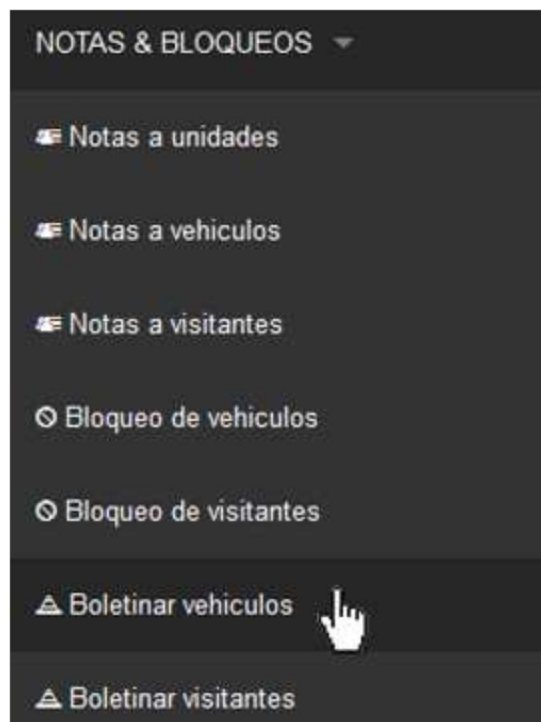 NOTAS & BLOQUEOS
Notas a unidades
Notas a vehiculos
Notas a visitantes
Bloqueo de vehiculos
Bloqueo de visitantes
Boletinar vehiculos
Boletinar visitantes